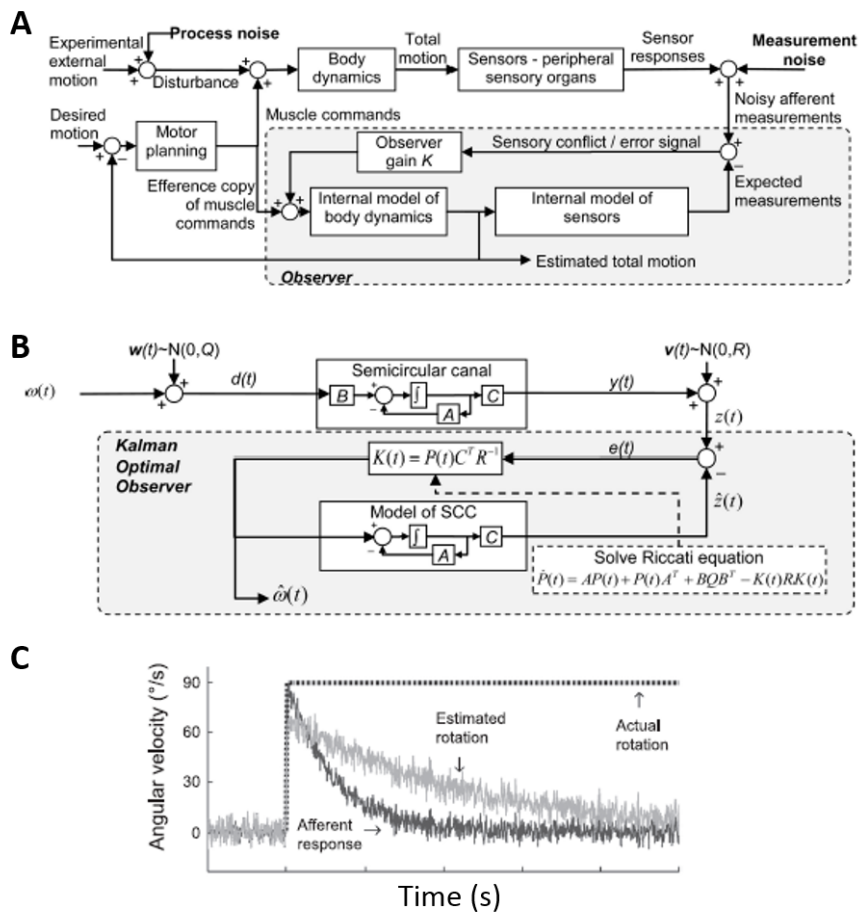 A
Process noise
Experimental
external
motion
Disturbance
Body
dynamics
Total
motion
Sensors - peripheral
sensory organs
Sensor
responses
Measurement
noise
Desired
motion
Motor
planning
Muscle commands
Noisy afferent
measurements
Observer
gain K
Sensory conflict / error signal
Efference copy
of muscle
commands
Internal model of
body dynamics
Internal model of
sensors
Expected
measurements
Estimated total motion
Observer
B
w(t)~N(0,Q)
v(t)~N(0,R)
ω(t)
d(t)
Semicircular canal
B
∫
C
A
y(t)
z(t)
Kalman
Optimal
Observer
K(t) = P(t)C^T R^{-1}
e(t)
ẑ(t)
Model of SCC
∫
C
A
Solve Riccati equation
Ṗ(t) = AP(t) + P(t)A^T + BQB^T − K(t)RK(t)
ω̂(t)
C
Angular velocity (°/s)
90
60
30
0
Estimated
rotation
Actual
rotation
Afferent
response
Time (s)